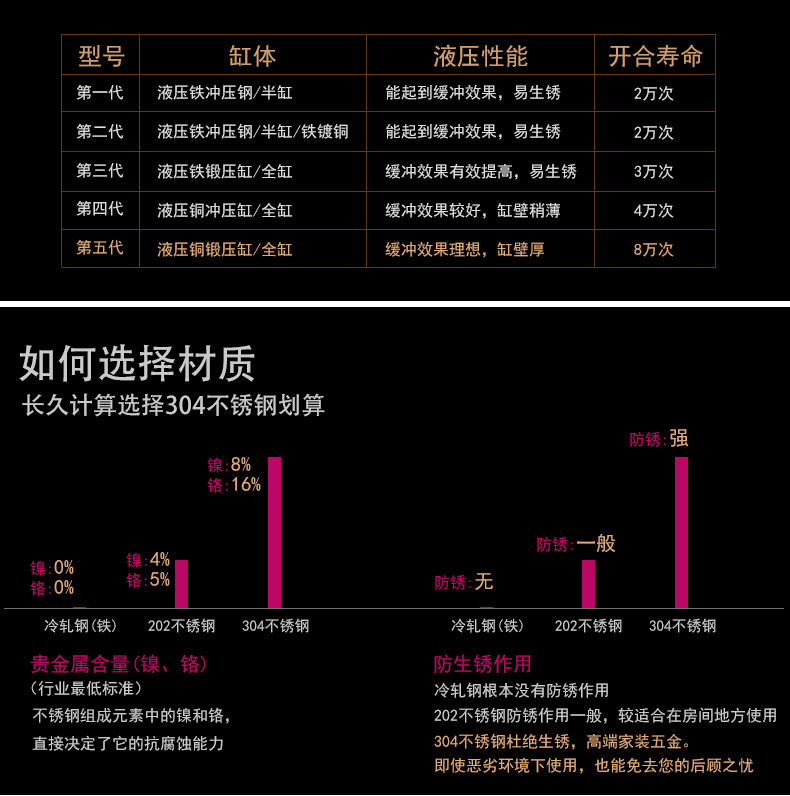 型号 缸体 液压性能 开合寿命
第一代 液压铁冲压钢/半缸 能起到缓冲效果，易生锈 2万次
第二代 液压铁冲压钢/半缸/铁镀铜 能起到缓冲效果，易生锈 2万次
第三代 液压铁锻压缸/全缸 缓冲效果有效提高，易生锈 3万次
第四代 液压铜冲压缸/全缸 缓冲效果较好，缸壁稍薄 4万次
第五代 液压铜锻压缸/全缸 缓冲效果理想，缸壁厚 8万次
如何选择材质
长久计算选择304不锈钢划算
镍:0%
铬:0%
镍:4%
铬:5%
镍:8%
铬:16%
冷轧钢(铁) 202不锈钢 304不锈钢
贵金属含量(镍、铬)
(行业最低标准)
不锈钢组成元素中的镍和铬，
直接决定了它的抗腐蚀能力
防锈:无
防锈:一般
防锈:强
冷轧钢(铁) 202不锈钢 304不锈钢
防生锈作用
冷轧钢根本没有防锈作用
202不锈钢防锈作用一般，较适合在房间地方使用
304不锈钢杜绝生锈，高端家装五金。
即使恶劣环境下使用，也能免去您的后顾之忧